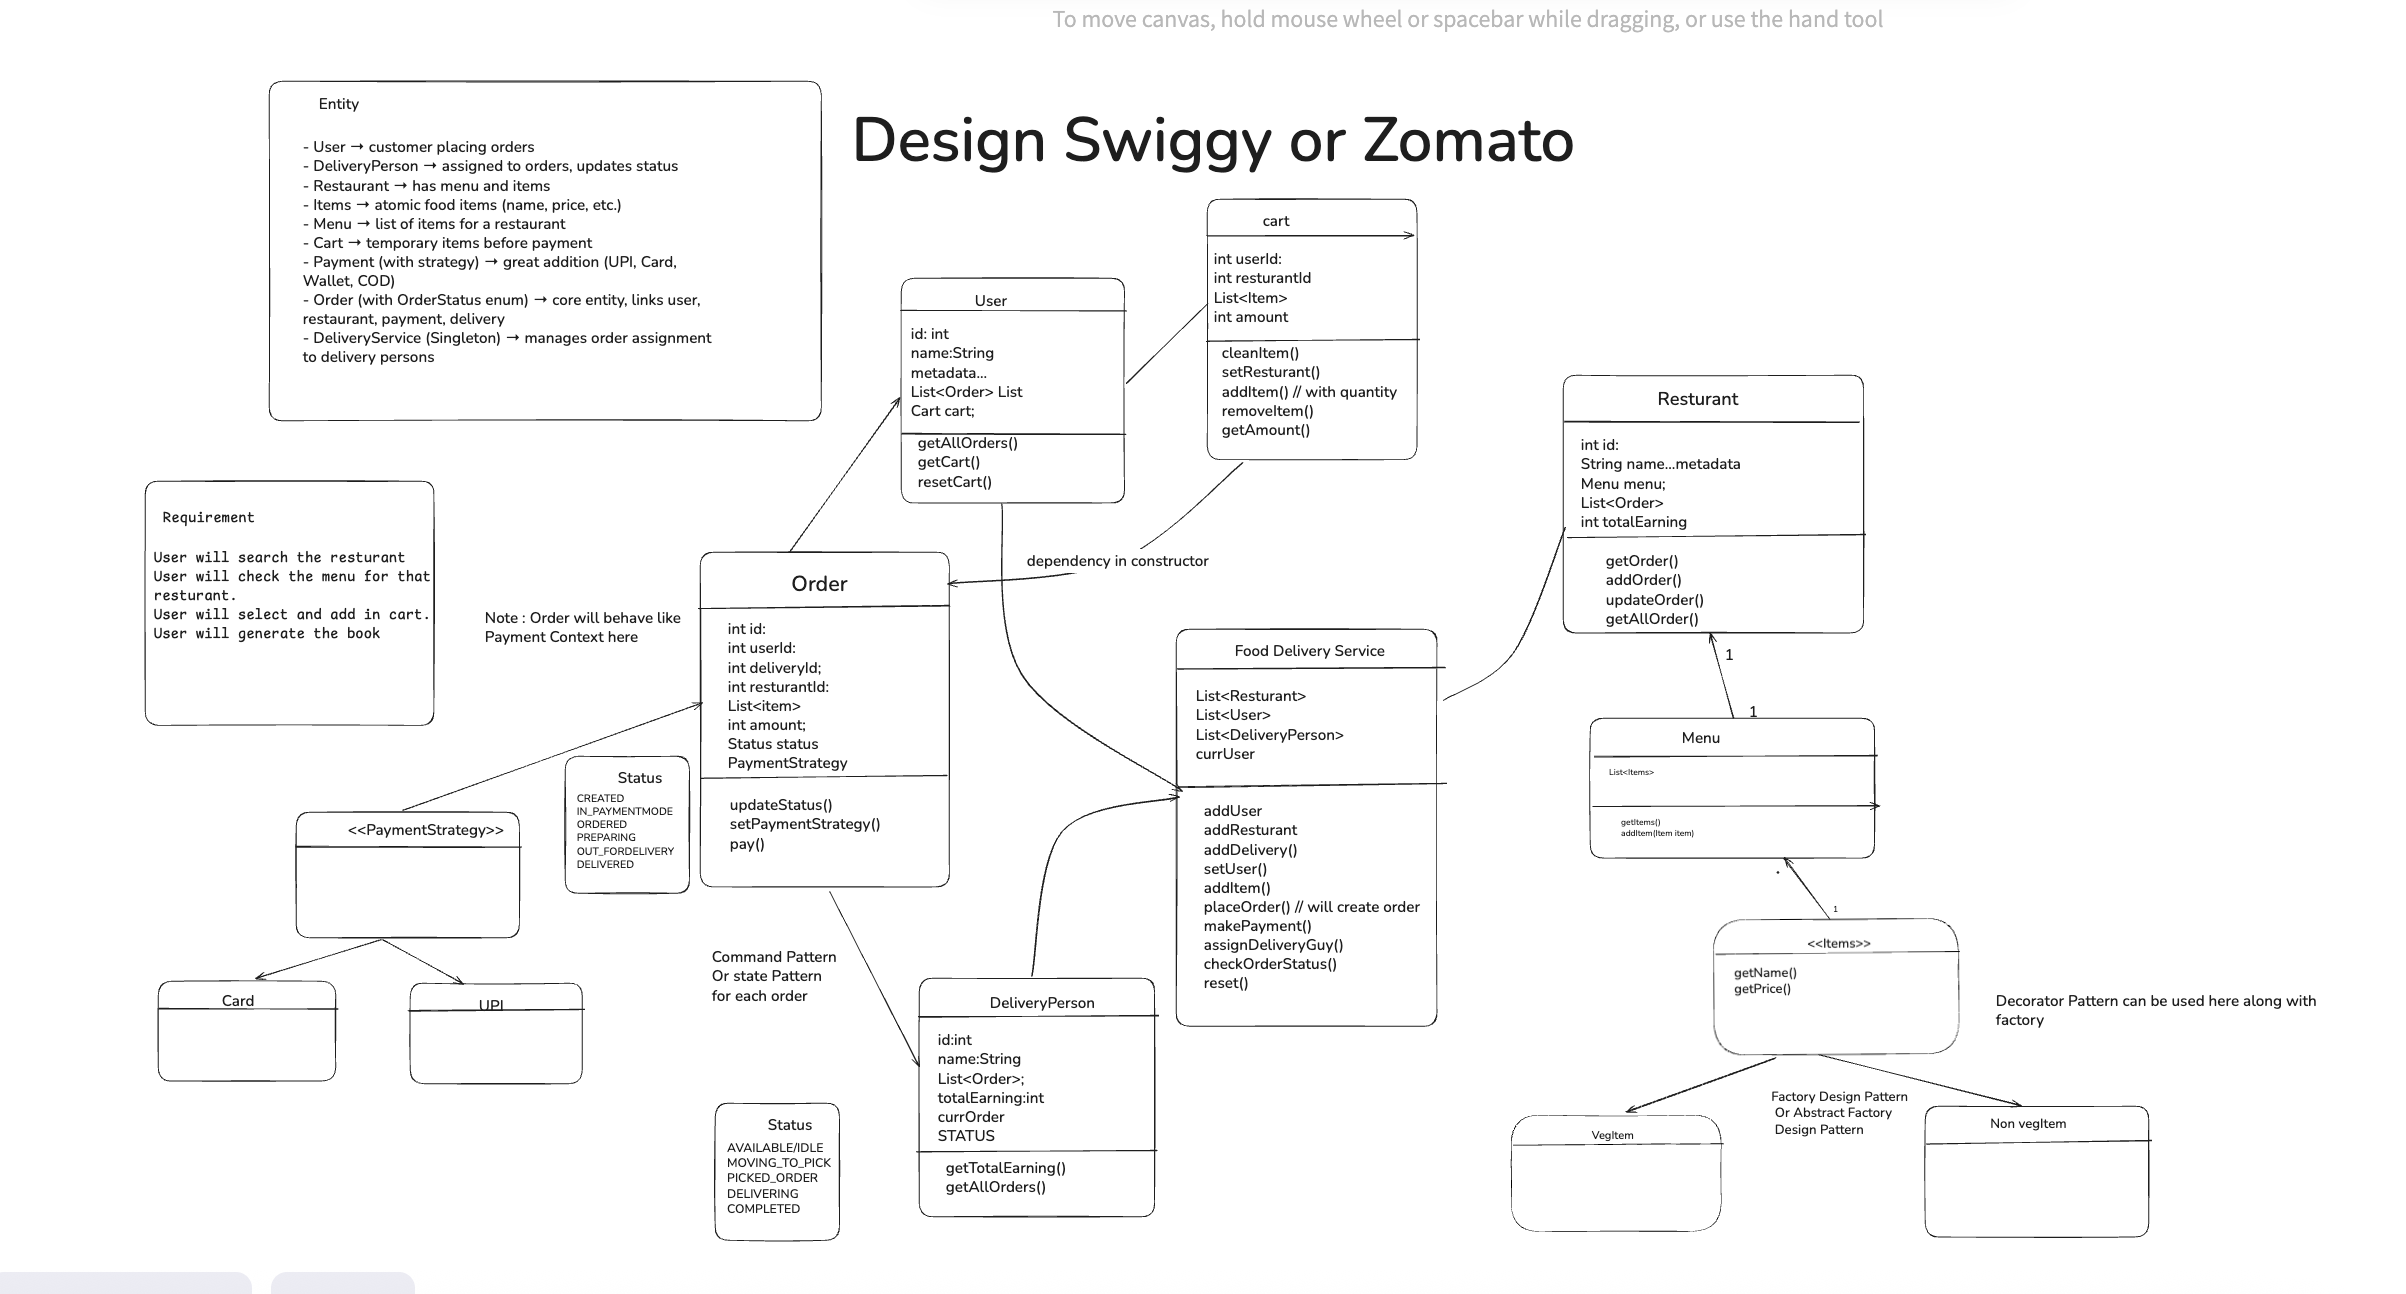 To move canvas, hold mouse wheel or spacebar while dragging, or use the hand tool
Design Swiggy or Zomato
Entity
- User → customer placing orders
- DeliveryPerson → assigned to orders, updates status
- Restaurant → has menu and items
- Items → atomic food items (name, price, etc.)
- Menu → list of items for a restaurant
- Cart → temporary items before payment
- Payment (with strategy) → great addition (UPI, Card,
Wallet, COD)
- Order (with OrderStatus enum) → core entity, links user,
restaurant, payment, delivery
- DeliveryService (Singleton) → manages order assignment
to delivery persons
Requirement
User will search the resturant
User will check the menu for that
resturant.
User will select and add in cart.
User will generate the book
Note : Order will behave like
Payment Context here
User
id: int
name:String
metadata...
List<Order> List
Cart cart;
getAllOrders()
getCart()
resetCart()
cart
int userId:
int resturantId
List<Item>
int amount
cleanItem()
setResturant()
addItem() // with quantity
removeItem()
getAmount()
dependency in constructor
Order
int id:
int userId:
int deliveryId;
int resturantId:
List<item>
int amount;
Status status
PaymentStrategy
updateStatus()
setPaymentStrategy()
pay()
Status
CREATED
IN_PAYMENTMODE
ORDERED
PREPARING
OUT_FORDELIVERY
DELIVERED
<<PaymentStrategy>>
Card
UPI
Command Pattern
Or state Pattern
for each order
Status
AVAILABLE/IDLE
MOVING_TO_PICK
PICKED_ORDER
DELIVERING
COMPLETED
DeliveryPerson
id:int
name:String
List<Order>;
totalEarning:int
currOrder
STATUS
getTotalEarning()
getAllOrders()
Food Delivery Service
List<Resturant>
List<User>
List<DeliveryPerson>
currUser
addUser
addResturant
addDelivery()
setUser()
addItem()
placeOrder() // will create order
makePayment()
assignDeliveryGuy()
checkOrderStatus()
reset()
Resturant
int id:
String name...metadata
Menu menu;
List<Order>
int totalEarning
getOrder()
addOrder()
updateOrder()
getAllOrder()
1
1
Menu
List<Items>
getItems()
addItem(Item item)
1
<<Items>>
getName()
getPrice()
Decorator Pattern can be used here along with
factory
Factory Design Pattern
Or Abstract Factory
Design Pattern
VegItem
Non vegItem